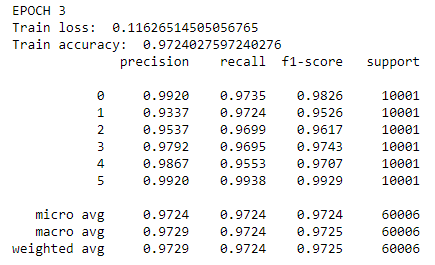 EPOCH 3
Train loss: 0.11626514505056765
Train accuracy: 0.9724027597240276
precision recall f1-score support
0 0.9920 0.9735 0.9826 10001
1 0.9337 0.9724 0.9526 10001
2 0.9537 0.9699 0.9617 10001
3 0.9792 0.9695 0.9743 10001
4 0.9867 0.9553 0.9707 10001
5 0.9920 0.9938 0.9929 10001
micro avg 0.9724 0.9724 0.9724 60006
macro avg 0.9729 0.9724 0.9725 60006
weighted avg 0.9729 0.9724 0.9725 60006